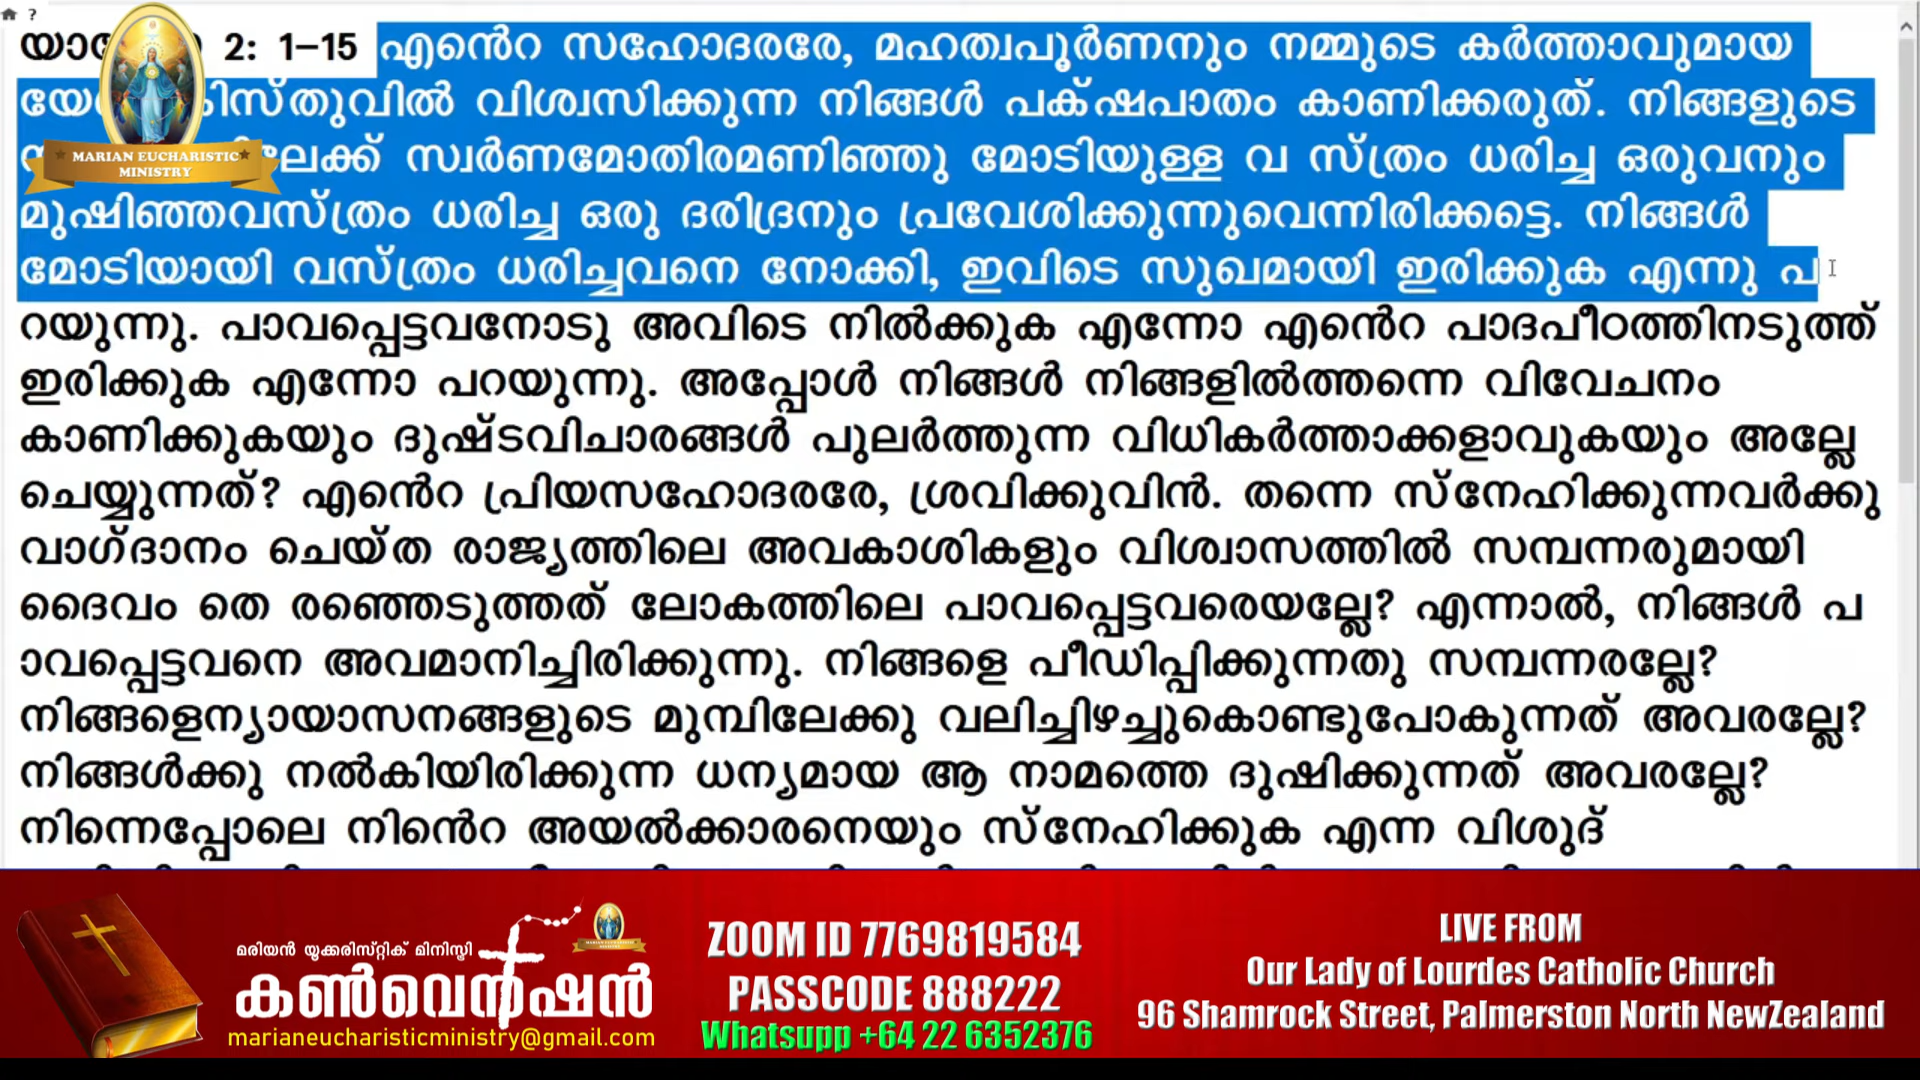 ?
2: 1-15 എന്റെ സഹോദരരേ, മഹത്വപൂർണനും നമ്മുടെ കർത്താവുമായ
വിശ്വസിക്കുന്ന നിങ്ങൾ പക്ഷപാതം കാണിക്കരുത്. നിങ്ങളുടെ
സ്വർണമോതിരമണിഞ്ഞു മോടിയുള്ള വ സ്ത്രം ധരിച്ച ഒരുവനും
മുഷിഞ്ഞവസ്ത്രം ധരിച്ച ഒരു ദരിദ്രനും പ്രവേശിക്കുന്നുവെന്നിരിക്കട്ടെ. നിങ്ങൾ
മോടിയായി വസ്ത്രം ധരിച്ചവനെ നോക്കി, ഇവിടെ സുഖമായി ഇരിക്കുക എന്നു പ
റയുന്നു. പാവപ്പെട്ടവനോടു അവിടെ നിൽക്കുക എന്നോ എന്റെ പാദപീഠത്തിനടുത്ത്
ഇരിക്കുക എന്നോ പറയുന്നു. അപ്പോൾ നിങ്ങൾ നിങ്ങളിൽത്തന്നെ വിവേചനം
കാണിക്കുകയും ദുഷ്ടവിചാരങ്ങൾ പുലർത്തുന്ന വിധികർത്താക്കളാവുകയും അല്ലേ
ചെയ്യുന്നത്? എന്റെ പ്രിയസഹോദരരേ, ശ്രവിക്കുവിൻ. തന്നെ സ്നേഹിക്കുന്നവർക്കു
വാഗ്ദാനം ചെയ്ത രാജ്യത്തിലെ അവകാശികളും വിശ്വാസത്തിൽ സമ്പന്നരുമായി
ദൈവം തെ രഞ്ഞെടുത്തത് ലോകത്തിലെ പാവപ്പെട്ടവരെയല്ലേ? എന്നാൽ, നിങ്ങൾ പ
ാവപ്പെട്ടവനെ അവമാനിച്ചിരിക്കുന്നു. നിങ്ങളെ പീഡിപ്പിക്കുന്നതു സമ്പന്നരല്ലേ?
നിങ്ങളെന്യായാസനങ്ങളുടെ മുമ്പിലേക്കു വലിച്ചിഴച്ചുകൊണ്ടുപോകുന്നത് അവരല്ലേ?
നിങ്ങൾക്കു നൽകിയിരിക്കുന്ന ധന്യമായ ആ നാമത്തെ ദുഷിക്കുന്നത് അവരല്ലേ?
നിന്നെപ്പോലെ നിന്റെ അയൽക്കാരനെയും സ്നേഹിക്കുക എന്ന വിശുദ്
MARIAN EUCHARISTIC
MINISTRY
മരിയൻ യൂക്കരിസ്റ്റിക് മിനിസ്ട്രി
കൺവെൻഷൻ
marianeucharisticministry@gmail.com
ZOOM ID 7769819584
PASSCODE 888222
Whatsupp +64 22 6352376
LIVE FROM
Our Lady of Lourdes Catholic Church
96 Shamrock Street, Palmerston North NewZealand